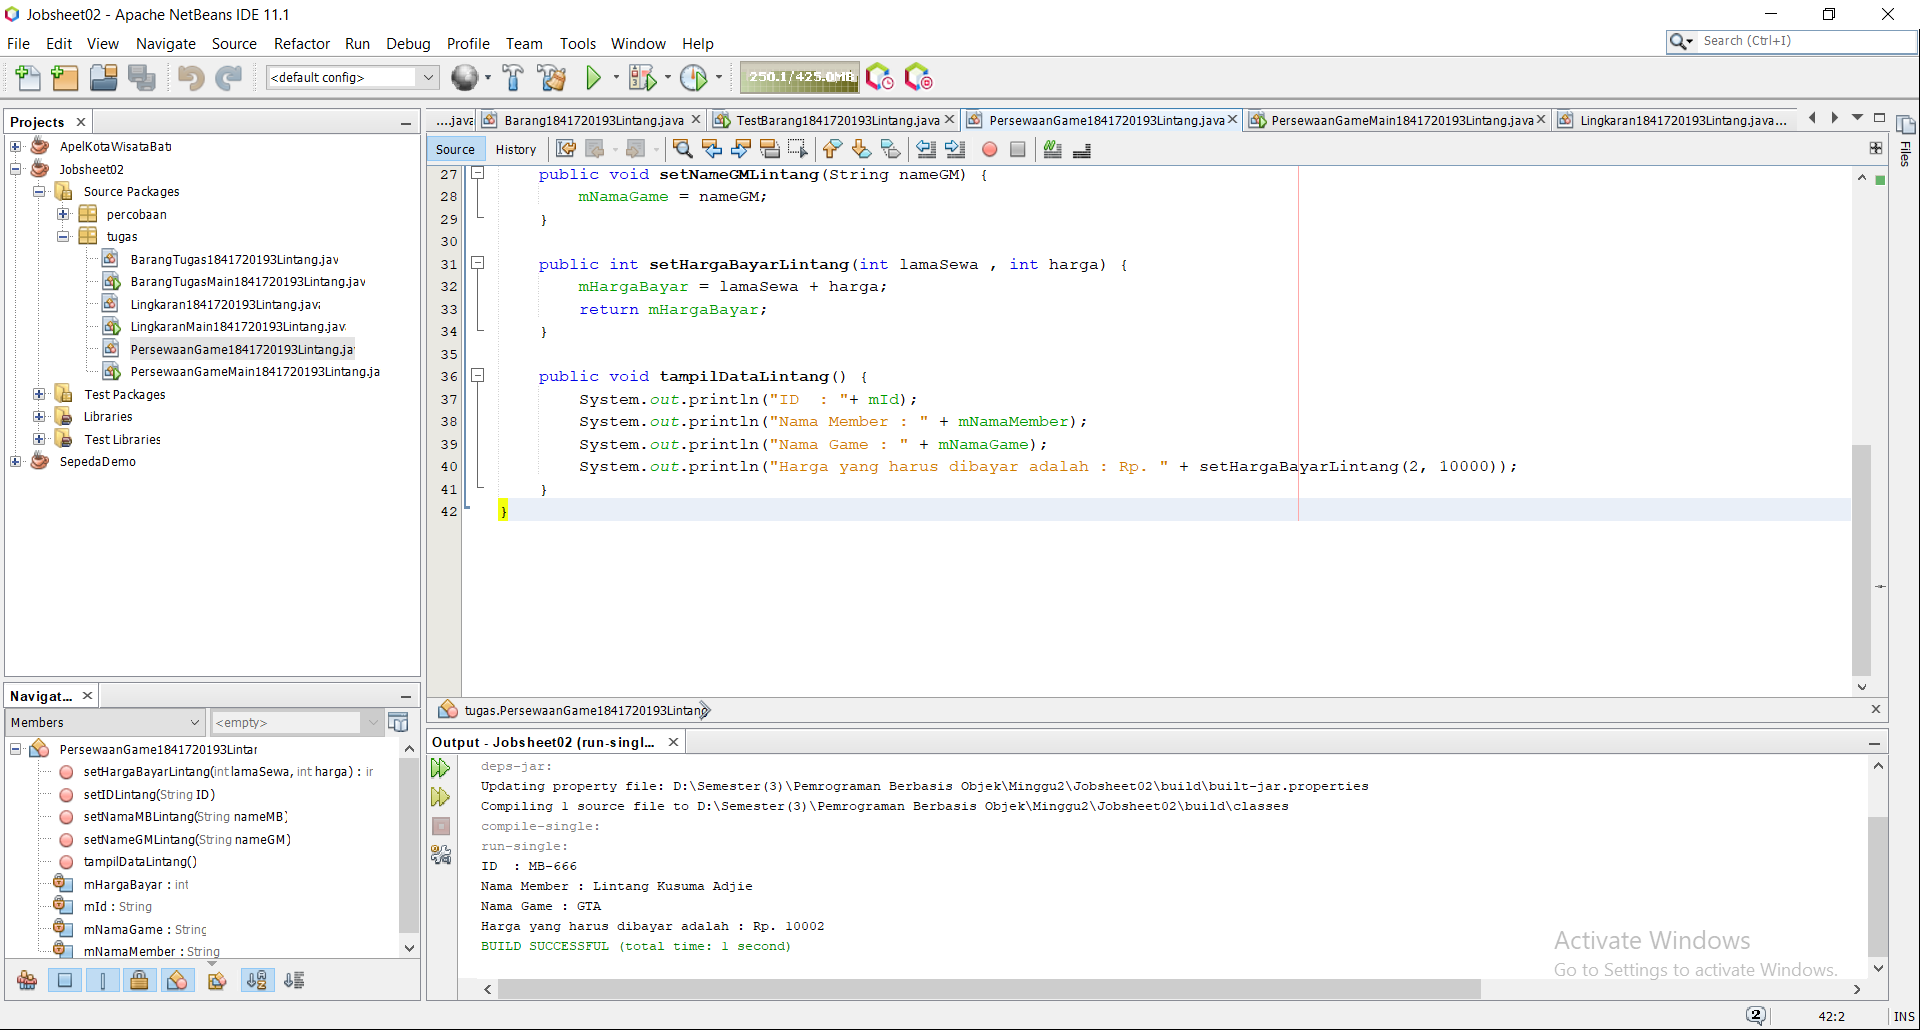 Jobsheet02 - Apache NetBeans IDE 11.1
File Edit View Navigate Source Refactor Run Debug Profile Team Tools Window Help
Search (Ctrl+I)
<default config>
250.1/425.0MB
Projects
ApelKotaWisataBatu
Jobsheet02
Source Packages
percobaan
tugas
BarangTugas1841720193Lintang.jav
BarangTugasMain1841720193Lintang.jav
Lingkaran1841720193Lintang.java
LingkaranMain1841720193Lintang.java
PersewaanGame1841720193Lintang.ja
PersewaanGameMain1841720193Lintang.ja
Test Packages
Libraries
Test Libraries
SepedaDemo
....java Barang1841720193Lintang.java TestBarang1841720193Lintang.java PersewaanGame1841720193Lintang.java PersewaanGameMain1841720193Lintang.java Lingkaran1841720193Lintang.java...
Source History
Files
27 public void setNameGMLintang(String nameGM) {
28 mNamaGame = nameGM;
29 }
30
31 public int setHargaBayarLintang(int lamaSewa , int harga) {
32 mHargaBayar = lamaSewa + harga;
33 return mHargaBayar;
34 }
35
36 public void tampilDataLintang() {
37 System.out.println("ID  : "+ mId);
38 System.out.println("Nama Member : " + mNamaMember);
39 System.out.println("Nama Game : " + mNamaGame);
40 System.out.println("Harga yang harus dibayar adalah : Rp. " + setHargaBayarLintang(2, 10000));
41 }
42 }
tugas.PersewaanGame1841720193Lintang
Navigat...
Members <empty>
PersewaanGame1841720193Lintar
setHargaBayarLintang(int lamaSewa, int harga) : ir
setIDLintang(String ID)
setNamaMBLintang(String nameMB)
setNameGMLintang(String nameGM)
tampilDataLintang()
mHargaBayar : int
mId : String
mNamaGame : String
mNamaMember : String
Output - Jobsheet02 (run-singl...
deps-jar:
Updating property file: D:\Semester(3)\Pemrograman Berbasis Objek\Minggu2\Jobsheet02\build\built-jar.properties
Compiling 1 source file to D:\Semester(3)\Pemrograman Berbasis Objek\Minggu2\Jobsheet02\build\classes
compile-single:
run-single:
ID  : MB-666
Nama Member : Lintang Kusuma Adjie
Nama Game : GTA
Harga yang harus dibayar adalah : Rp. 10002
BUILD SUCCESSFUL (total time: 1 second)
Activate Windows
Go to Settings to activate Windows.
2 42:2 INS